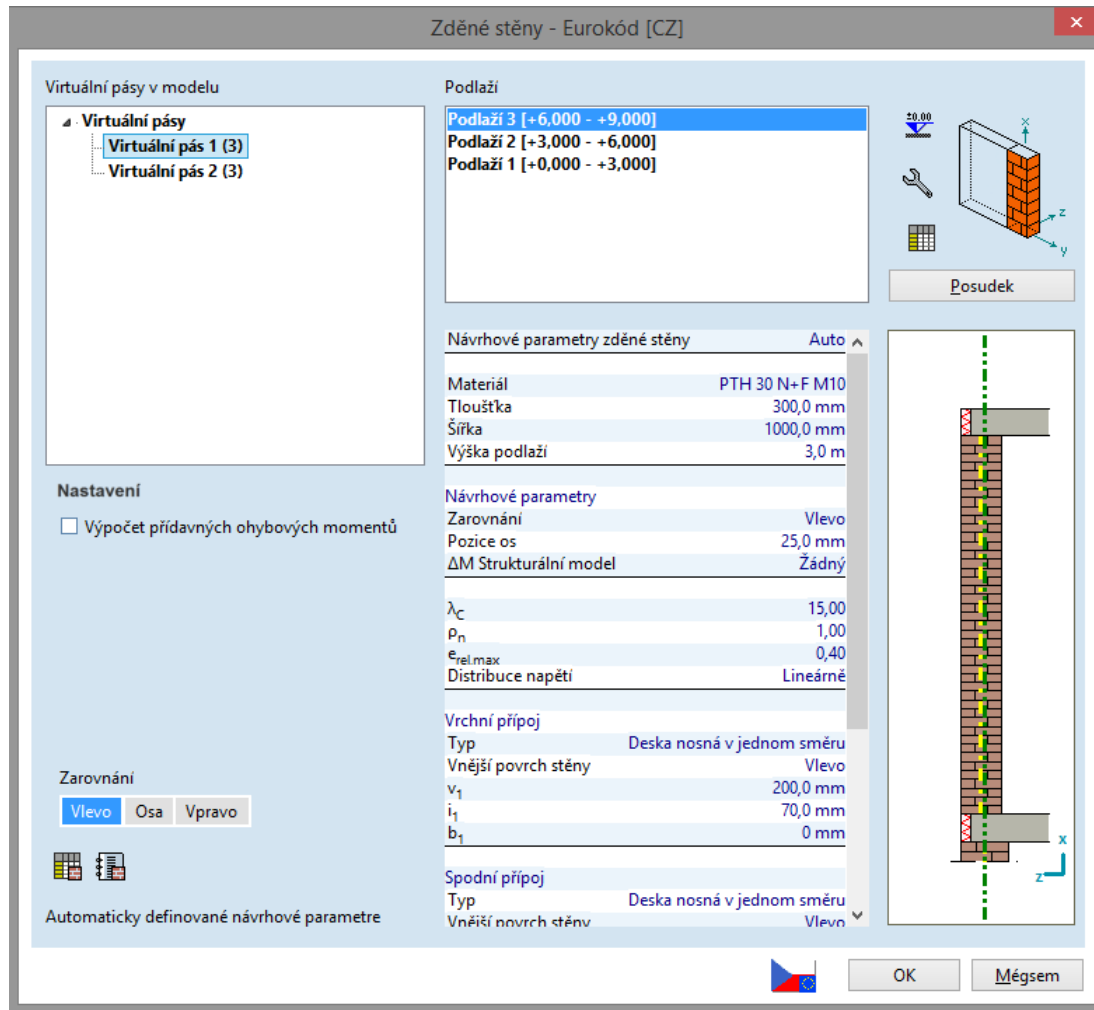 Zděné stěny - Eurokód [CZ]
Virtuální pásy v modelu
Virtuální pásy
Virtuální pás 1 (3)
Virtuální pás 2 (3)
Podlaží
Podlaží 3 [+6,000 - +9,000]
Podlaží 2 [+3,000 - +6,000]
Podlaží 1 [+0,000 - +3,000]
±0,00
x
z
y
Posudek
Nastavení
Výpočet přídavných ohybových momentů
Zarovnání
Vlevo Osa Vpravo
Automaticky definované návrhové parametre
Návrhové parametry zděné stěny Auto
Materiál PTH 30 N+F M10
Tloušťka 300,0 mm
Šířka 1000,0 mm
Výška podlaží 3,0 m
Návrhové parametry
Zarovnání Vlevo
Pozice os 25,0 mm
ΔM Strukturální model Žádný
λC 15,00
ρn 1,00
erel.max 0,40
Distribuce napětí Lineárně
Vrchní přípoj
Typ Deska nosná v jednom směru
Vnější povrch stěny Vlevo
v1 200,0 mm
i1 70,0 mm
b1 0 mm
Spodní přípoj
Typ Deska nosná v jednom směru
Vnější povrch stěny Vlevo
x
z
OK
Mégsem